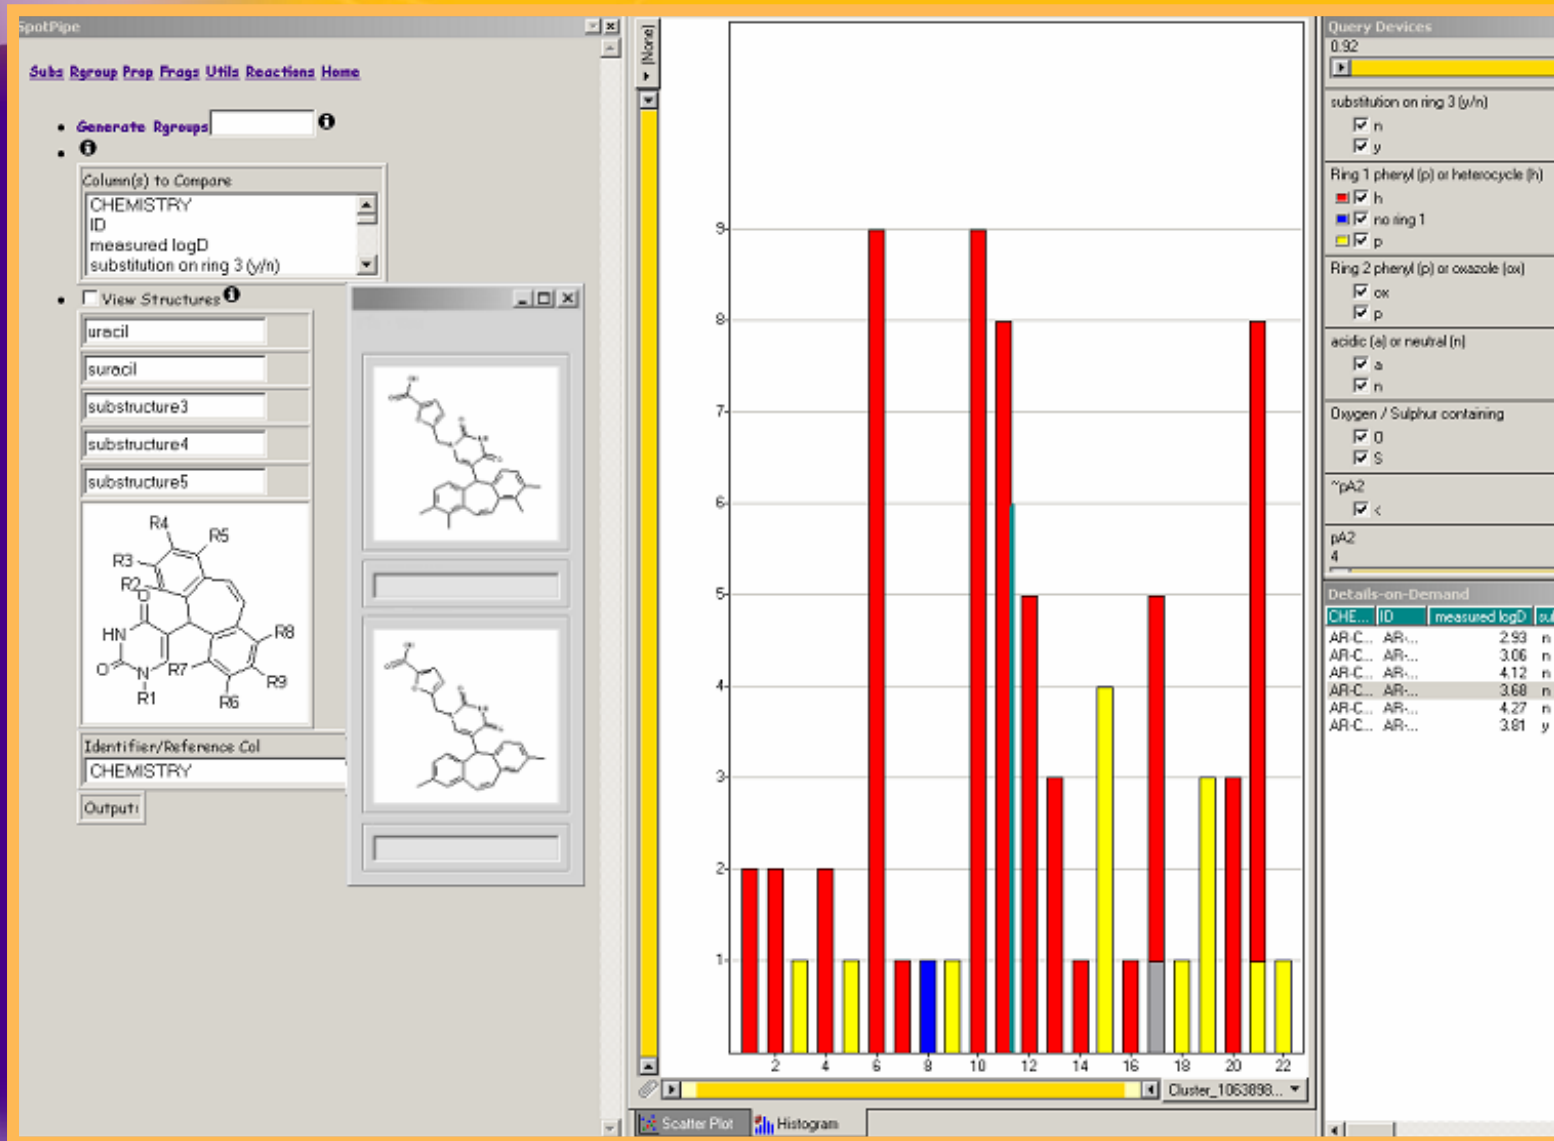 SpotPipe
Subs Rgroup Prop Frags Utils Reactions Home
Generate Rgroups
Column(s) to Compare
CHEMISTRY
ID
measured logD
substitution on ring 3 (y/n)
View Structures
uracil
suracil
substructure3
substructure4
substructure5
R4
R5
R3
R2
O
HN
R8
O
N
R7
R9
R1
R6
Identifier/Reference Col
CHEMISTRY
Output:
(None)
9
8
7
6
5
4
3
2
1
2 4 6 8 10 12 14 16 18 20 22
Cluster_1063898...
Scatter Plot Histogram
Query Devices
0.92
substitution on ring 3 (y/n)
n
y
Ring 1 phenyl (p) or heterocycle (h)
h
no ring 1
p
Ring 2 phenyl (p) or oxazole (ox)
ox
p
acidic (a) or neutral (n)
a
n
Oxygen / Sulphur containing
O
S
~pA2
<
pA2
4
Details-on-Demand
CHE... ID measured logD su
AR-C... AR-... 2.93 n
AR-C... AR-... 3.06 n
AR-C... AR-... 4.12 n
AR-C... AR-... 3.68 n
AR-C... AR-... 4.27 n
AR-C... AR-... 3.81 y